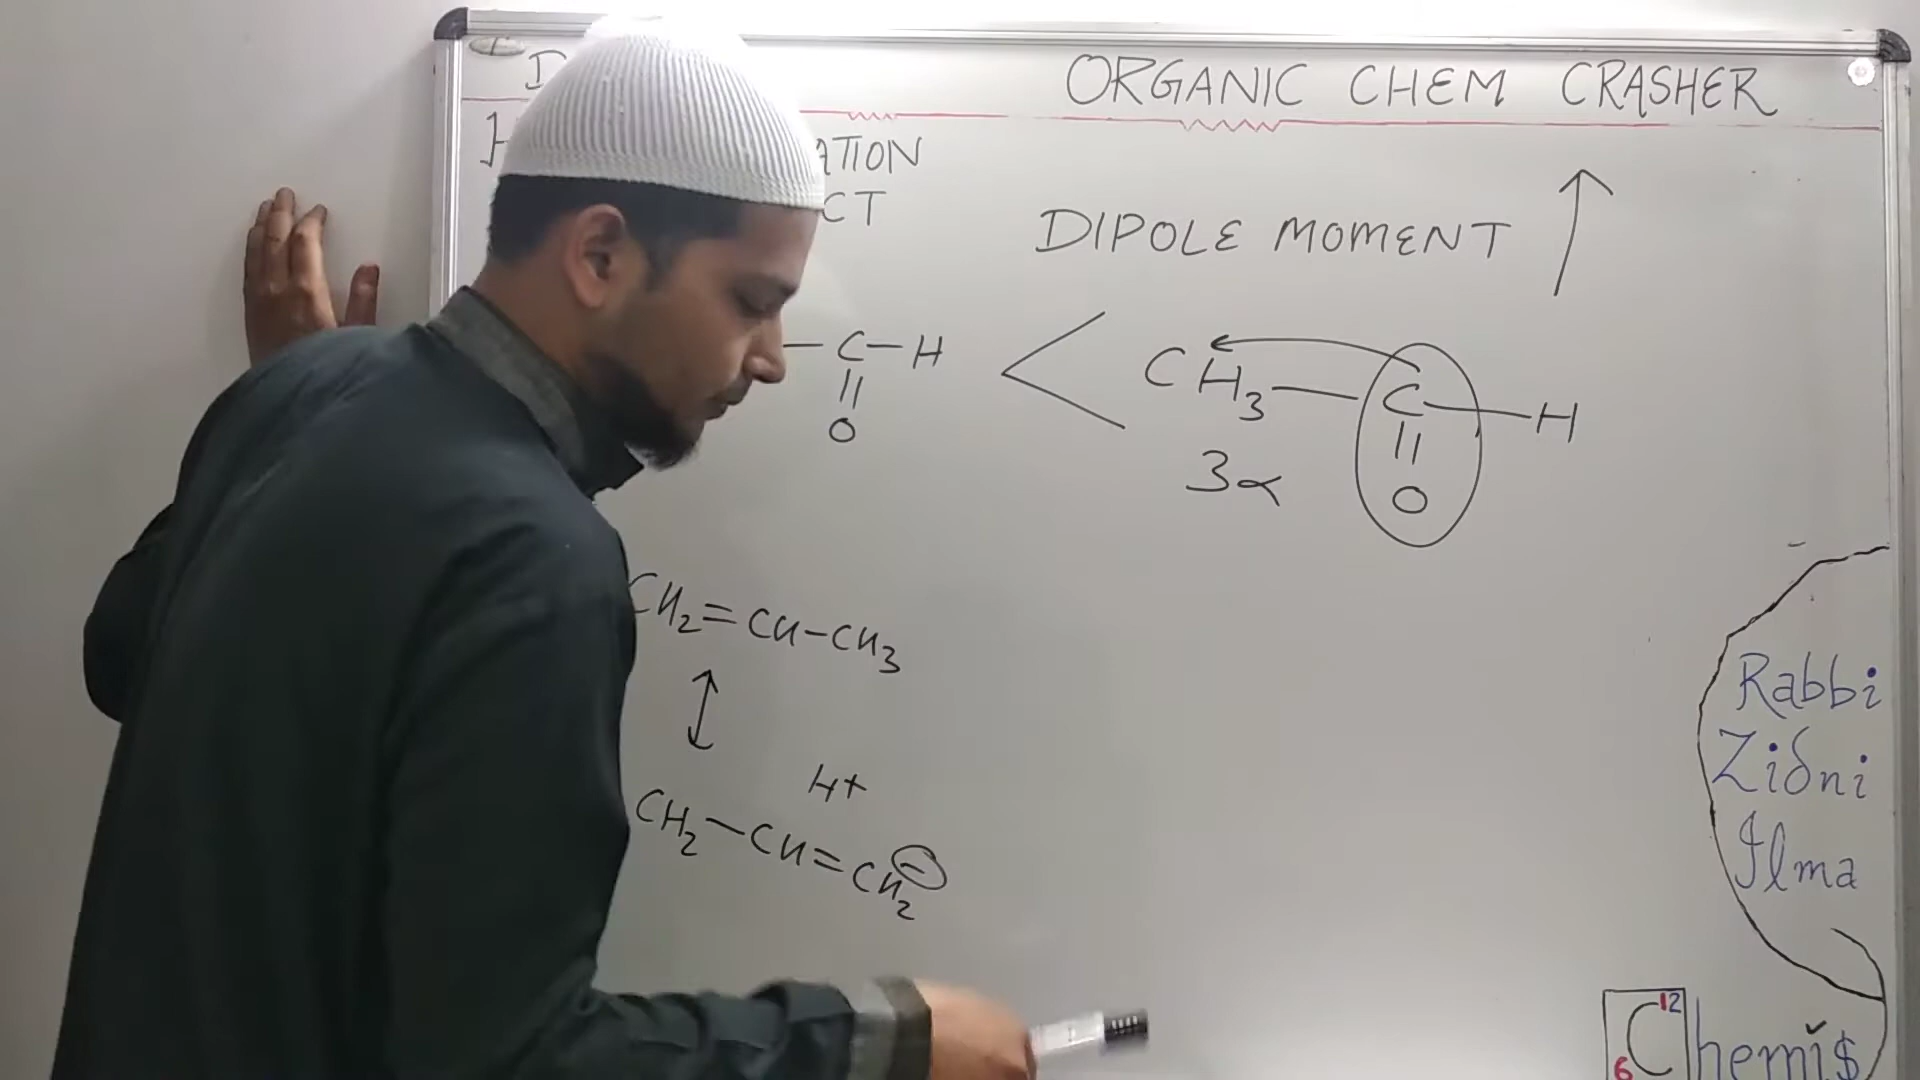 ORGANIC CHEM CRASHER
ATION
CT
DIPOLE MOMENT ↑
— C — H
||
O
<
CH3 — C — H
||
O
3α
CH2 = CH – CH3
↕
H+
CH2 — CH = CH2 ⊖
Rabbi
Zidni
Ilma
12
6
Chemis